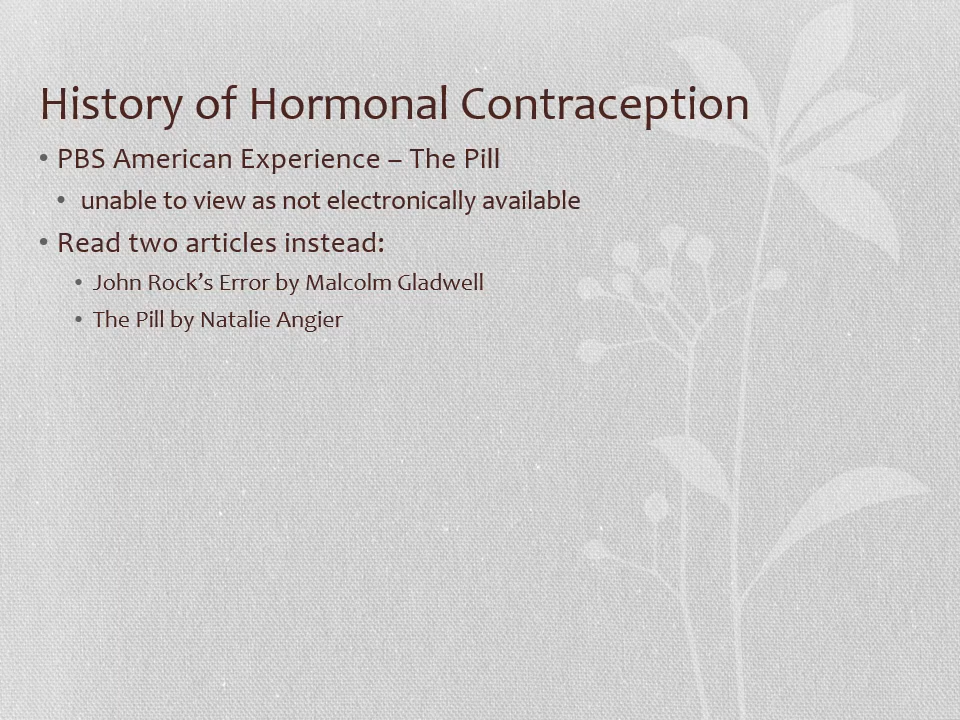 History of Hormonal Contraception
• PBS American Experience – The Pill
• unable to view as not electronically available
• Read two articles instead:
• John Rock’s Error by Malcolm Gladwell
• The Pill by Natalie Angier